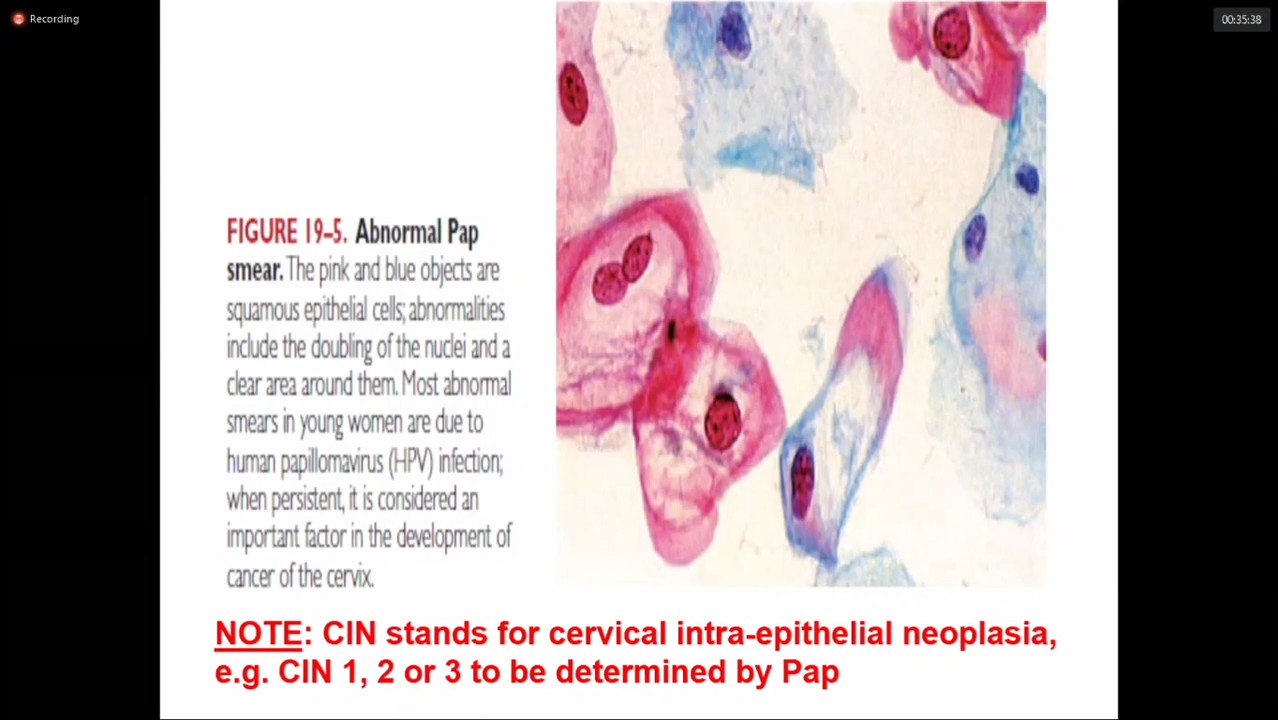 Recording
00:35:38
FIGURE 19–5. Abnormal Pap
smear. The pink and blue objects are
squamous epithelial cells; abnormalities
include the doubling of the nuclei and a
clear area around them. Most abnormal
smears in young women are due to
human papillomavirus (HPV) infection;
when persistent, it is considered an
important factor in the development of
cancer of the cervix.
NOTE: CIN stands for cervical intra-epithelial neoplasia,
e.g. CIN 1, 2 or 3 to be determined by Pap